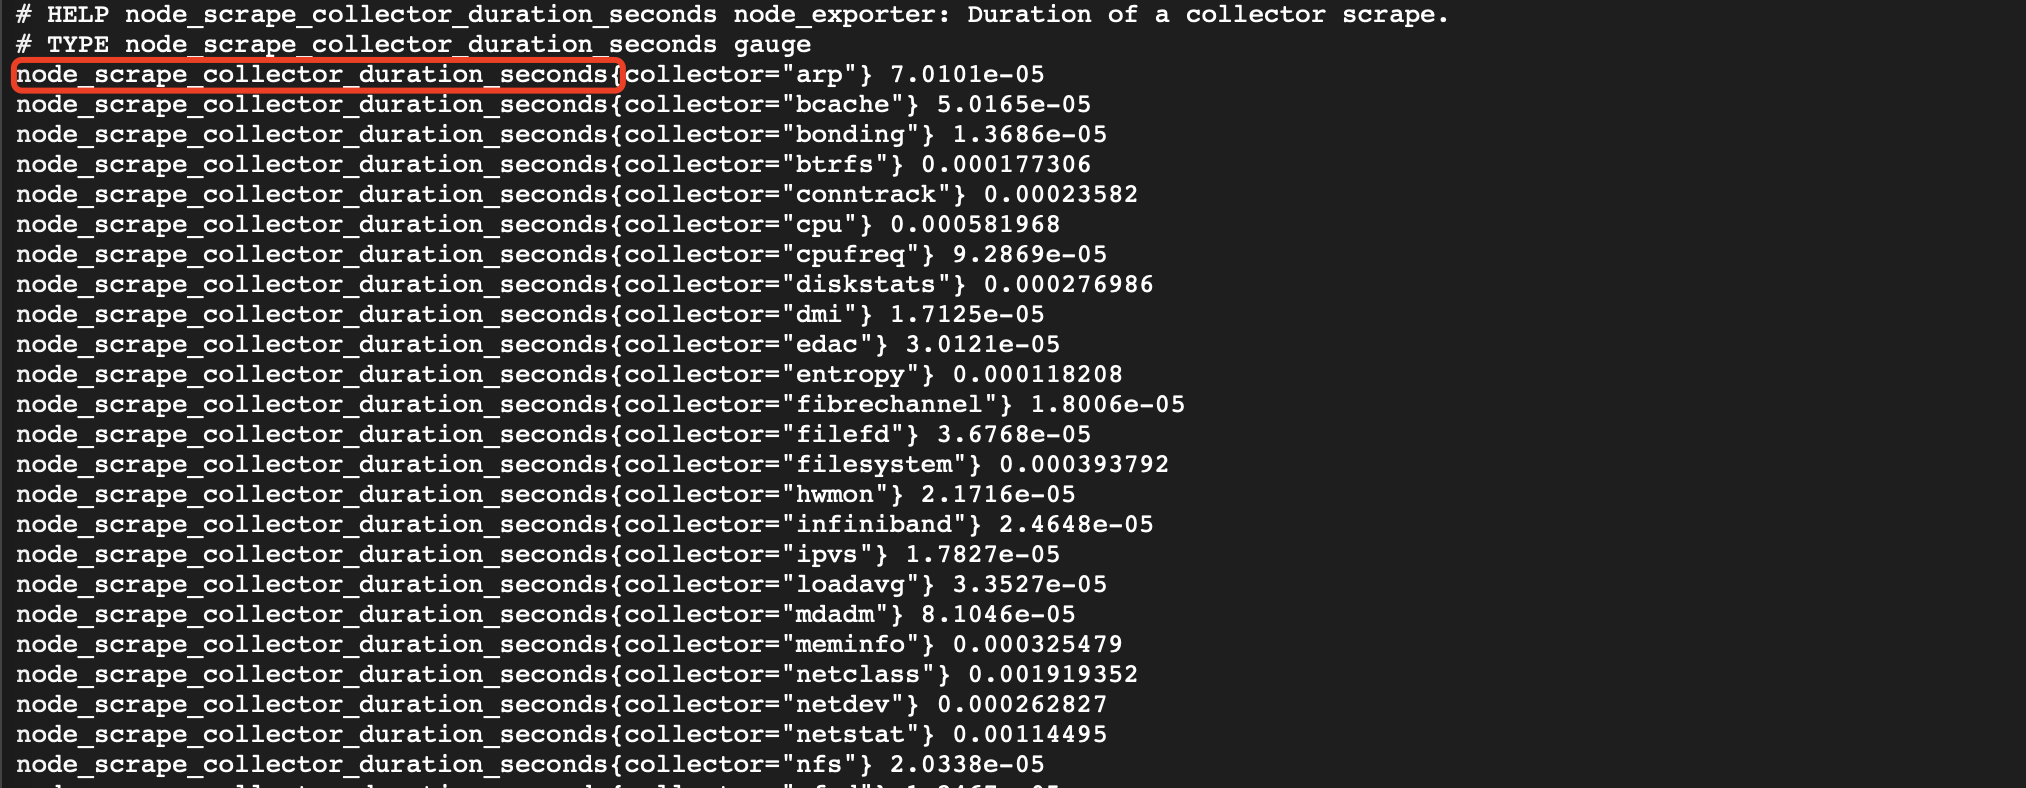 # HELP node_scrape_collector_duration_seconds node_exporter: Duration of a collector scrape.
# TYPE node_scrape_collector_duration_seconds gauge
node_scrape_collector_duration_seconds{collector="arp"} 7.0101e-05
node_scrape_collector_duration_seconds{collector="bcache"} 5.0165e-05
node_scrape_collector_duration_seconds{collector="bonding"} 1.3686e-05
node_scrape_collector_duration_seconds{collector="btrfs"} 0.000177306
node_scrape_collector_duration_seconds{collector="conntrack"} 0.00023582
node_scrape_collector_duration_seconds{collector="cpu"} 0.000581968
node_scrape_collector_duration_seconds{collector="cpufreq"} 9.2869e-05
node_scrape_collector_duration_seconds{collector="diskstats"} 0.000276986
node_scrape_collector_duration_seconds{collector="dmi"} 1.7125e-05
node_scrape_collector_duration_seconds{collector="edac"} 3.0121e-05
node_scrape_collector_duration_seconds{collector="entropy"} 0.000118208
node_scrape_collector_duration_seconds{collector="fibrechannel"} 1.8006e-05
node_scrape_collector_duration_seconds{collector="filefd"} 3.6768e-05
node_scrape_collector_duration_seconds{collector="filesystem"} 0.000393792
node_scrape_collector_duration_seconds{collector="hwmon"} 2.1716e-05
node_scrape_collector_duration_seconds{collector="infiniband"} 2.4648e-05
node_scrape_collector_duration_seconds{collector="ipvs"} 1.7827e-05
node_scrape_collector_duration_seconds{collector="loadavg"} 3.3527e-05
node_scrape_collector_duration_seconds{collector="mdadm"} 8.1046e-05
node_scrape_collector_duration_seconds{collector="meminfo"} 0.000325479
node_scrape_collector_duration_seconds{collector="netclass"} 0.001919352
node_scrape_collector_duration_seconds{collector="netdev"} 0.000262827
node_scrape_collector_duration_seconds{collector="netstat"} 0.00114495
node_scrape_collector_duration_seconds{collector="nfs"} 2.0338e-05